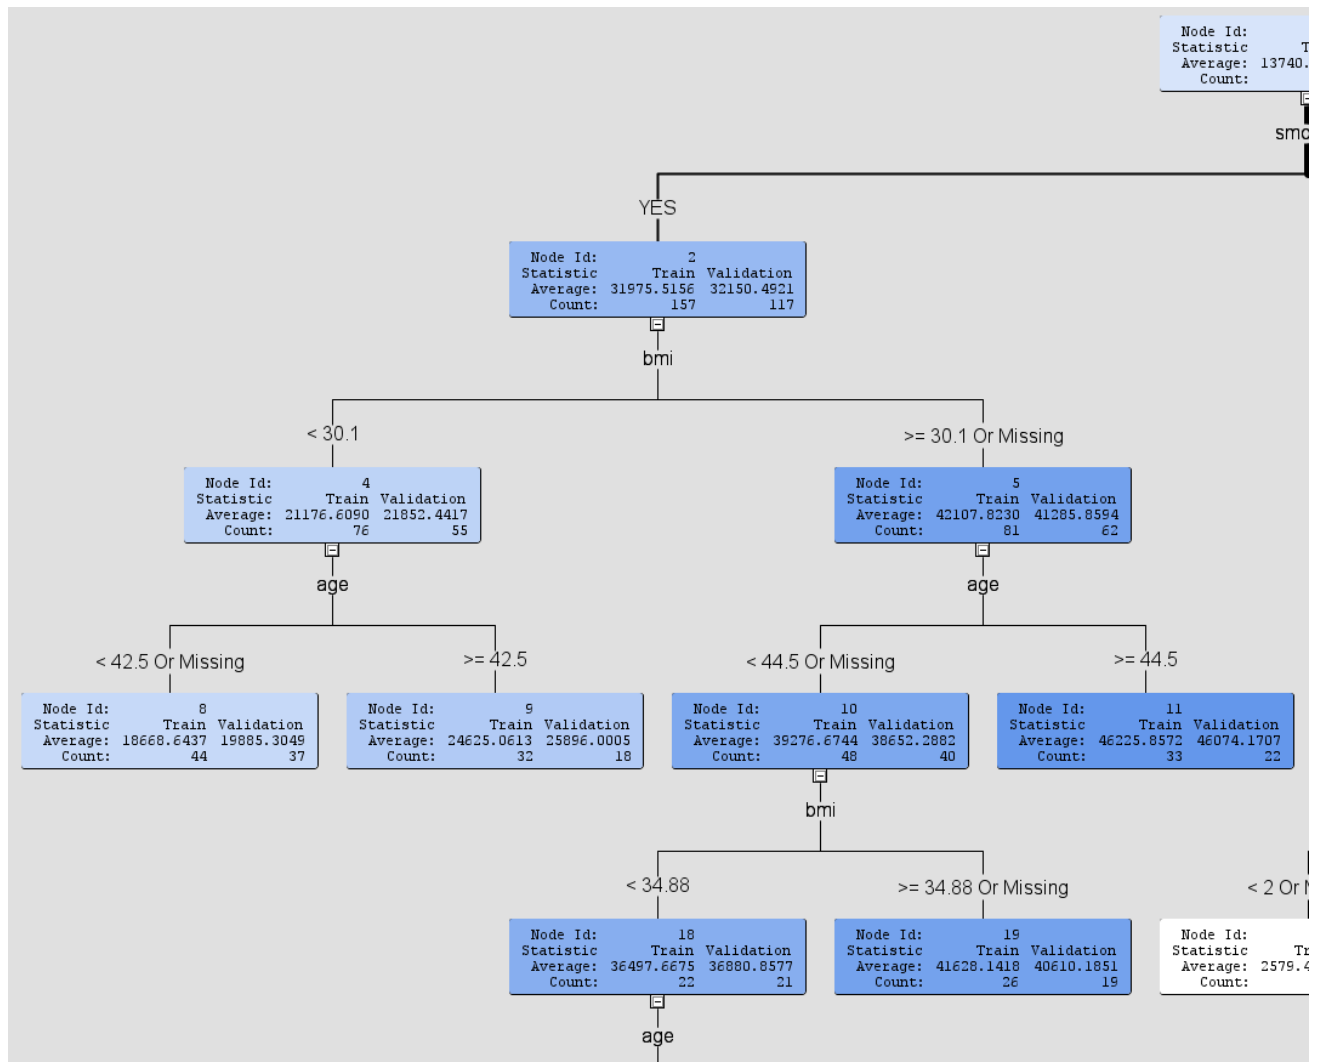 Node Id:
Statistic
Average: 13740.
Count:
YES
Node Id: 2
Statistic Train Validation
Average: 31975.5156 32150.4921
Count: 157 117
bmi
< 30.1
>= 30.1 Or Missing
Node Id: 4
Statistic Train Validation
Average: 21176.6090 21852.4417
Count: 76 55
Node Id: 5
Statistic Train Validation
Average: 42107.8230 41285.8594
Count: 81 62
age
age
< 42.5 Or Missing
>= 42.5
< 44.5 Or Missing
>= 44.5
Node Id: 8
Statistic Train Validation
Average: 18668.6437 19885.3049
Count: 44 37
Node Id: 9
Statistic Train Validation
Average: 24625.0613 25896.0005
Count: 32 18
Node Id: 10
Statistic Train Validation
Average: 39276.6744 38652.2882
Count: 48 40
Node Id: 11
Statistic Train Validation
Average: 46225.8572 46074.1707
Count: 33 22
bmi
< 34.88
>= 34.88 Or Missing
< 2 Or
Node Id: 18
Statistic Train Validation
Average: 36497.6675 36880.8577
Count: 22 21
Node Id: 19
Statistic Train Validation
Average: 41628.1418 40610.1851
Count: 26 19
Node Id:
Statistic
Average: 2579.4
Count:
age